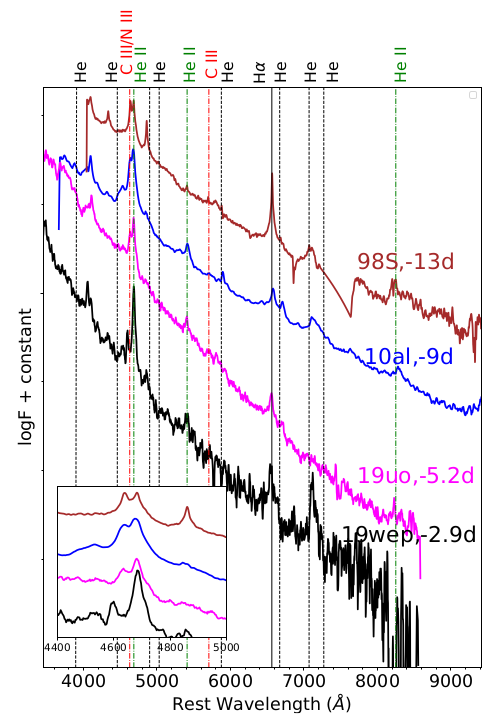 He
He
C III/N III
He II
He
He II
C III
He
Hα
He
He
He
He II
98S,-13d
10al,-9d
19uo,-5.2d
19wep,-2.9d
logF + constant
4400
4600
4800
5000
4000
5000
6000
7000
8000
9000
Rest Wavelength (Å)